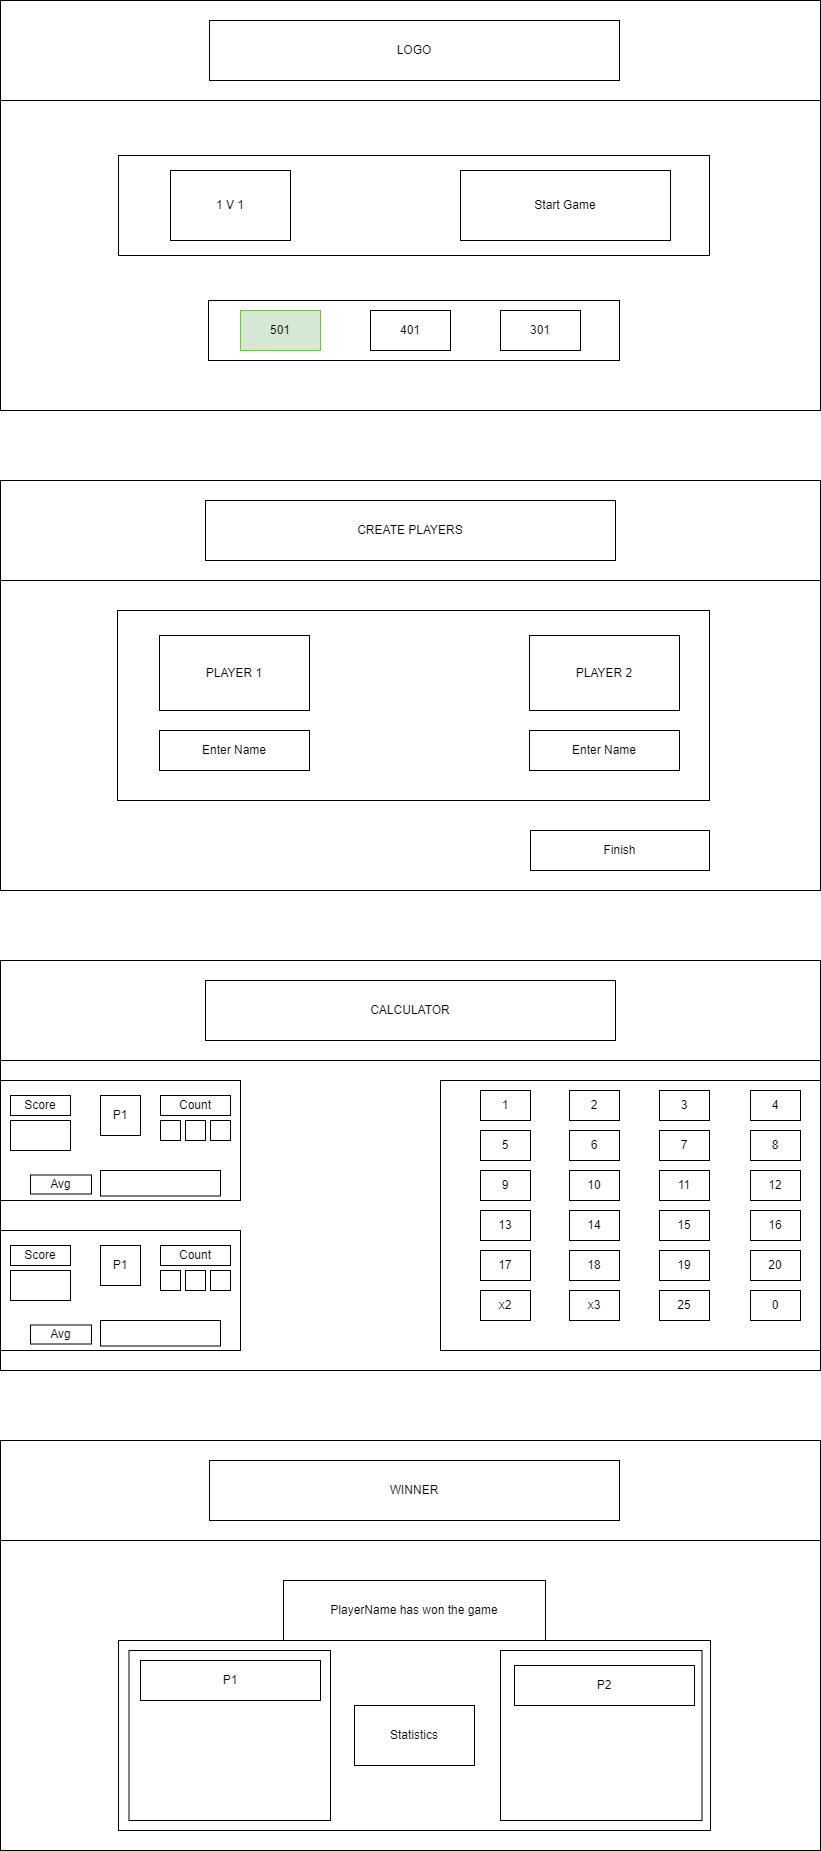 LOGO
1 V 1
Start Game
501
401
301
CREATE PLAYERS
PLAYER 1
PLAYER 2
Enter Name
Enter Name
Finish
CALCULATOR
Score
P1
Count
Avg
Score
P1
Count
Avg
1 2 3 4
5 6 7 8
9 10 11 12
13 14 15 16
17 18 19 20
x2 x3 25 0
WINNER
PlayerName has won the game
P1
P2
Statistics